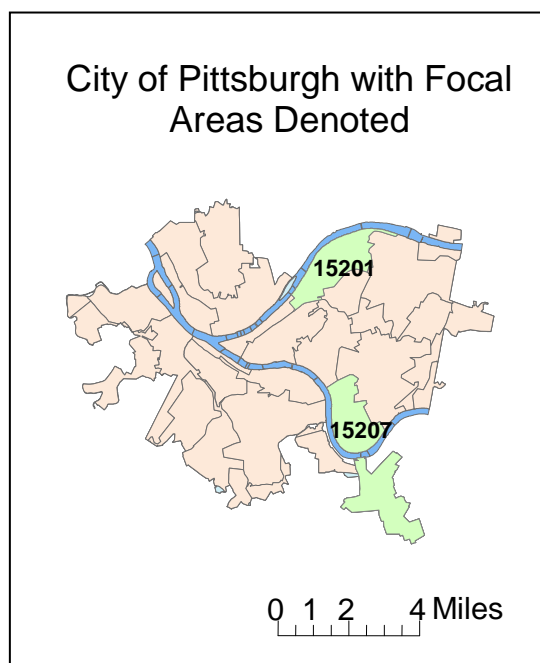 City of Pittsburgh with Focal
Areas Denoted
15201
15207
0 1 2 4 Miles